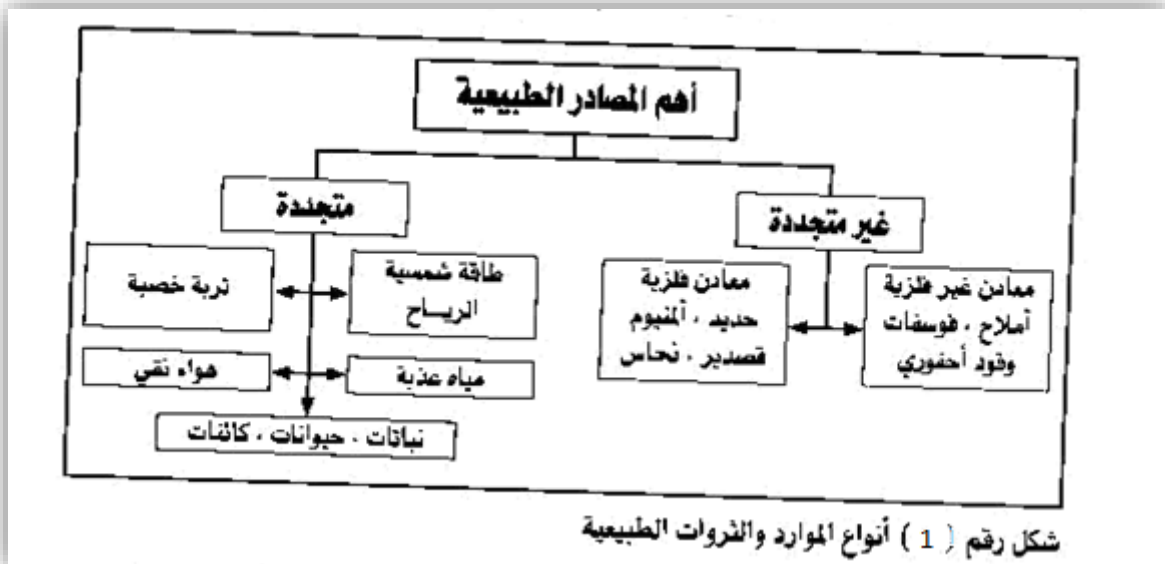 أهم المصادر الطبيعية
غير متجددة
متجددة
معادن غير فلزية
أملاح ، فوسفات
وقود أحفوري
معادن فلزية
حديد ، ألمنيوم
قصدير ، نحاس
طاقة شمسية
الرياح
تربة خصبة
مياه عذبة
هواء نقي
نباتات ، حيوانات ، كائنات
شكل رقم ( 1 ) أنواع الموارد والثروات الطبيعية